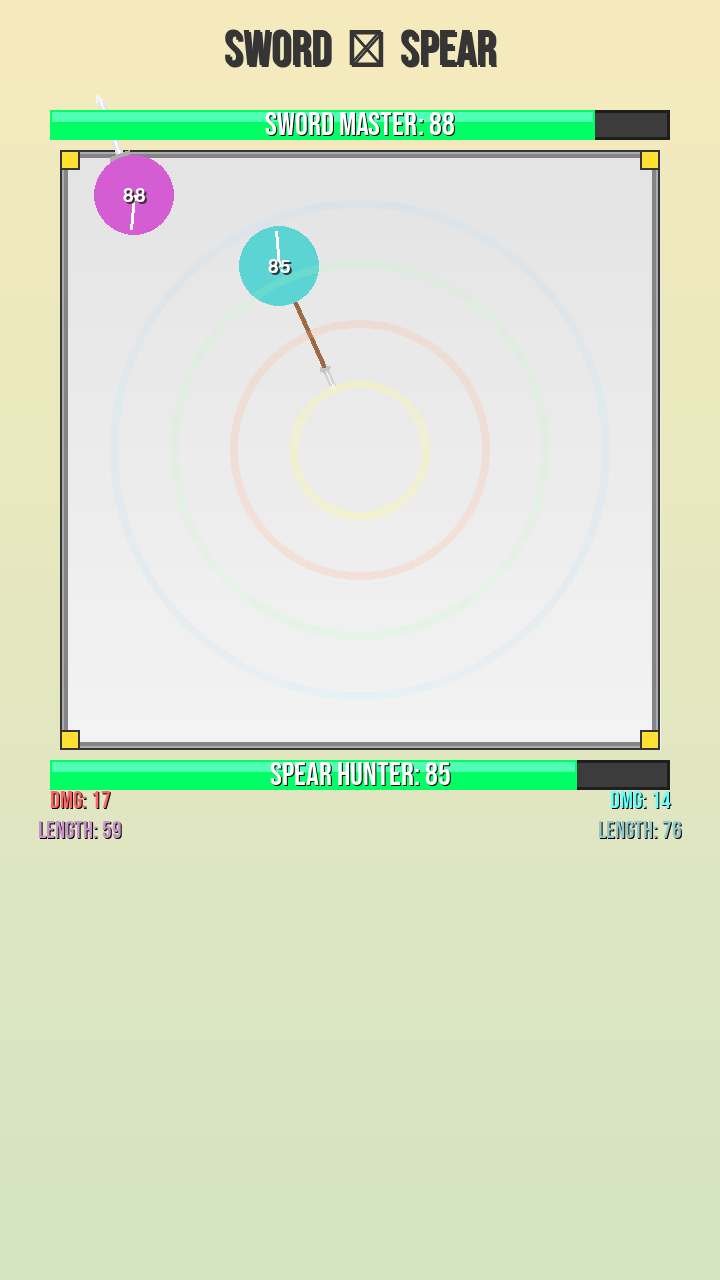 SWORD SPEAR
SWORD MASTER: 88
88
85
SPEAR HUNTER: 85
DMG: 17
DMG: 14
LENGTH: 59
LENGTH: 76